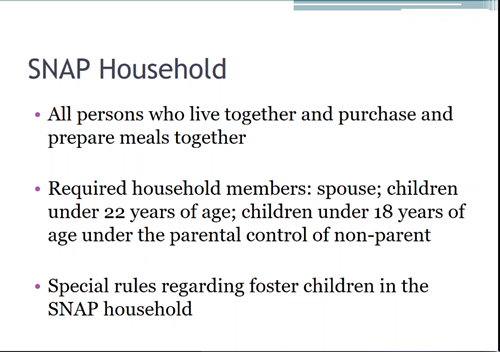 SNAP Household
• All persons who live together and purchase and
prepare meals together
• Required household members: spouse; children
under 22 years of age; children under 18 years of
age under the parental control of non-parent
• Special rules regarding foster children in the
SNAP household